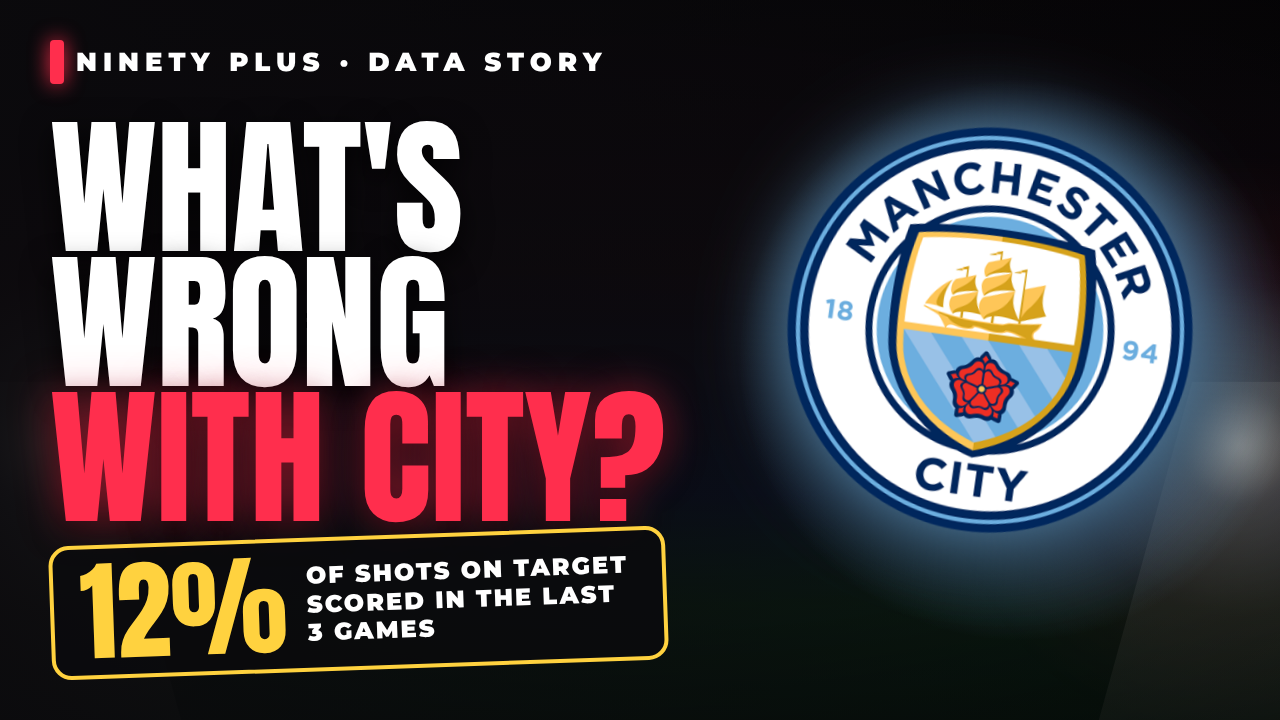 NINETY PLUS • DATA STORY
WHAT'S
WRONG
WITH CITY?
12%
OF SHOTS ON TARGET
SCORED IN THE LAST
3 GAMES
MANCHESTER
18
94
CITY